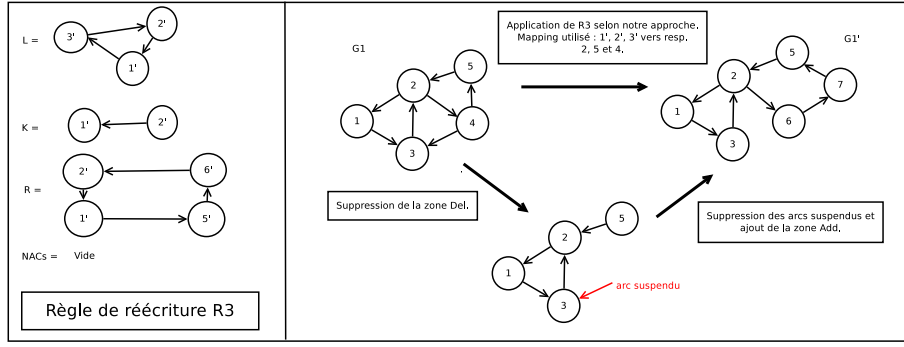 L =
3'
2'
1'
K =
1'
2'
R =
2'
6'
1'
5'
NACs = Vide
Règle de réécriture R3
G1
5
2
1
4
3
Application de R3 selon notre approche.
Mapping utilisé : 1', 2', 3' vers resp.
2, 5 et 4.
G1'
5
2
7
1
6
3
Suppression de la zone Del.
5
2
1
3
arc suspendu
Suppression des arcs suspendus et
ajout de la zone Add.